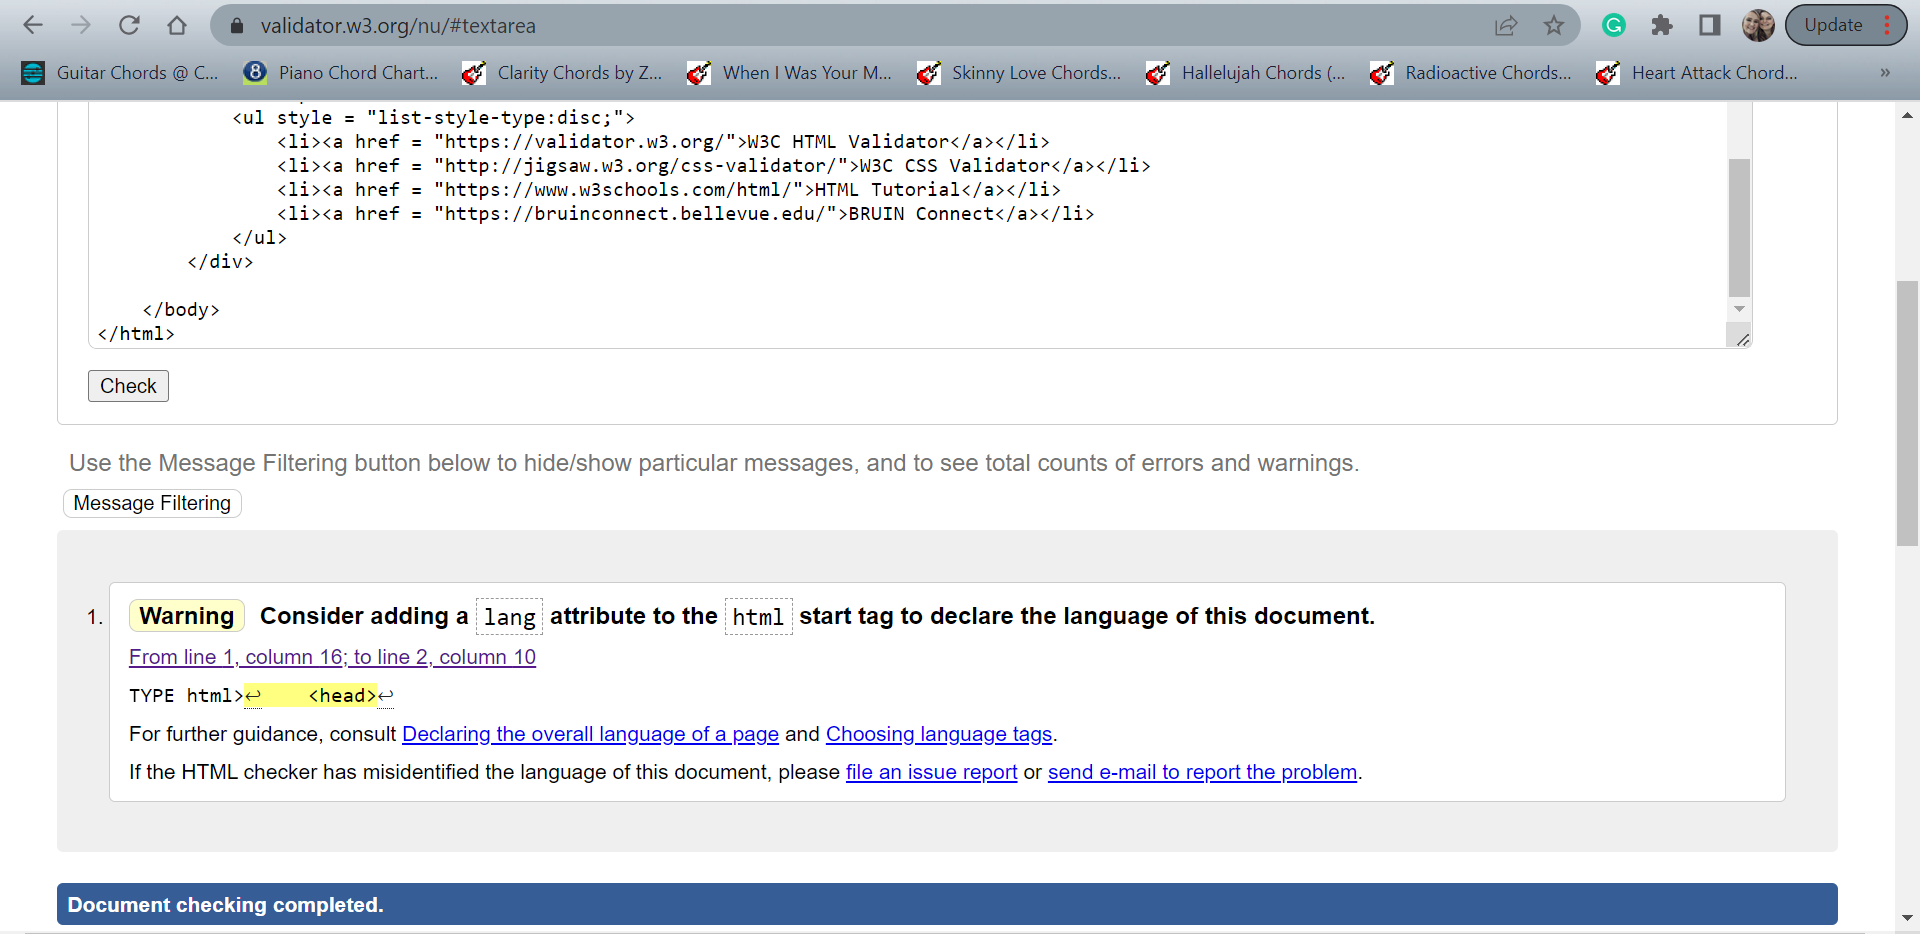 validator.w3.org/nu/#textarea
Update
Guitar Chords @ C...
8
Piano Chord Chart...
Clarity Chords by Z...
When I Was Your M...
Skinny Love Chords...
Hallelujah Chords (...
Radioactive Chords...
Heart Attack Chord...
»
<ul style = "list-style-type:disc;">
<li><a href = "https://validator.w3.org/">W3C HTML Validator</a></li>
<li><a href = "http://jigsaw.w3.org/css-validator/">W3C CSS Validator</a></li>
<li><a href = "https://www.w3schools.com/html/">HTML Tutorial</a></li>
<li><a href = "https://bruinconnect.bellevue.edu/">BRUIN Connect</a></li>
</ul>
</div>
</body>
</html>
Check
Use the Message Filtering button below to hide/show particular messages, and to see total counts of errors and warnings.
Message Filtering
1. Warning Consider adding a lang attribute to the html start tag to declare the language of this document.
From line 1, column 16; to line 2, column 10
TYPE html>↩    <head>↩
For further guidance, consult Declaring the overall language of a page and Choosing language tags.
If the HTML checker has misidentified the language of this document, please file an issue report or send e-mail to report the problem.
Document checking completed.